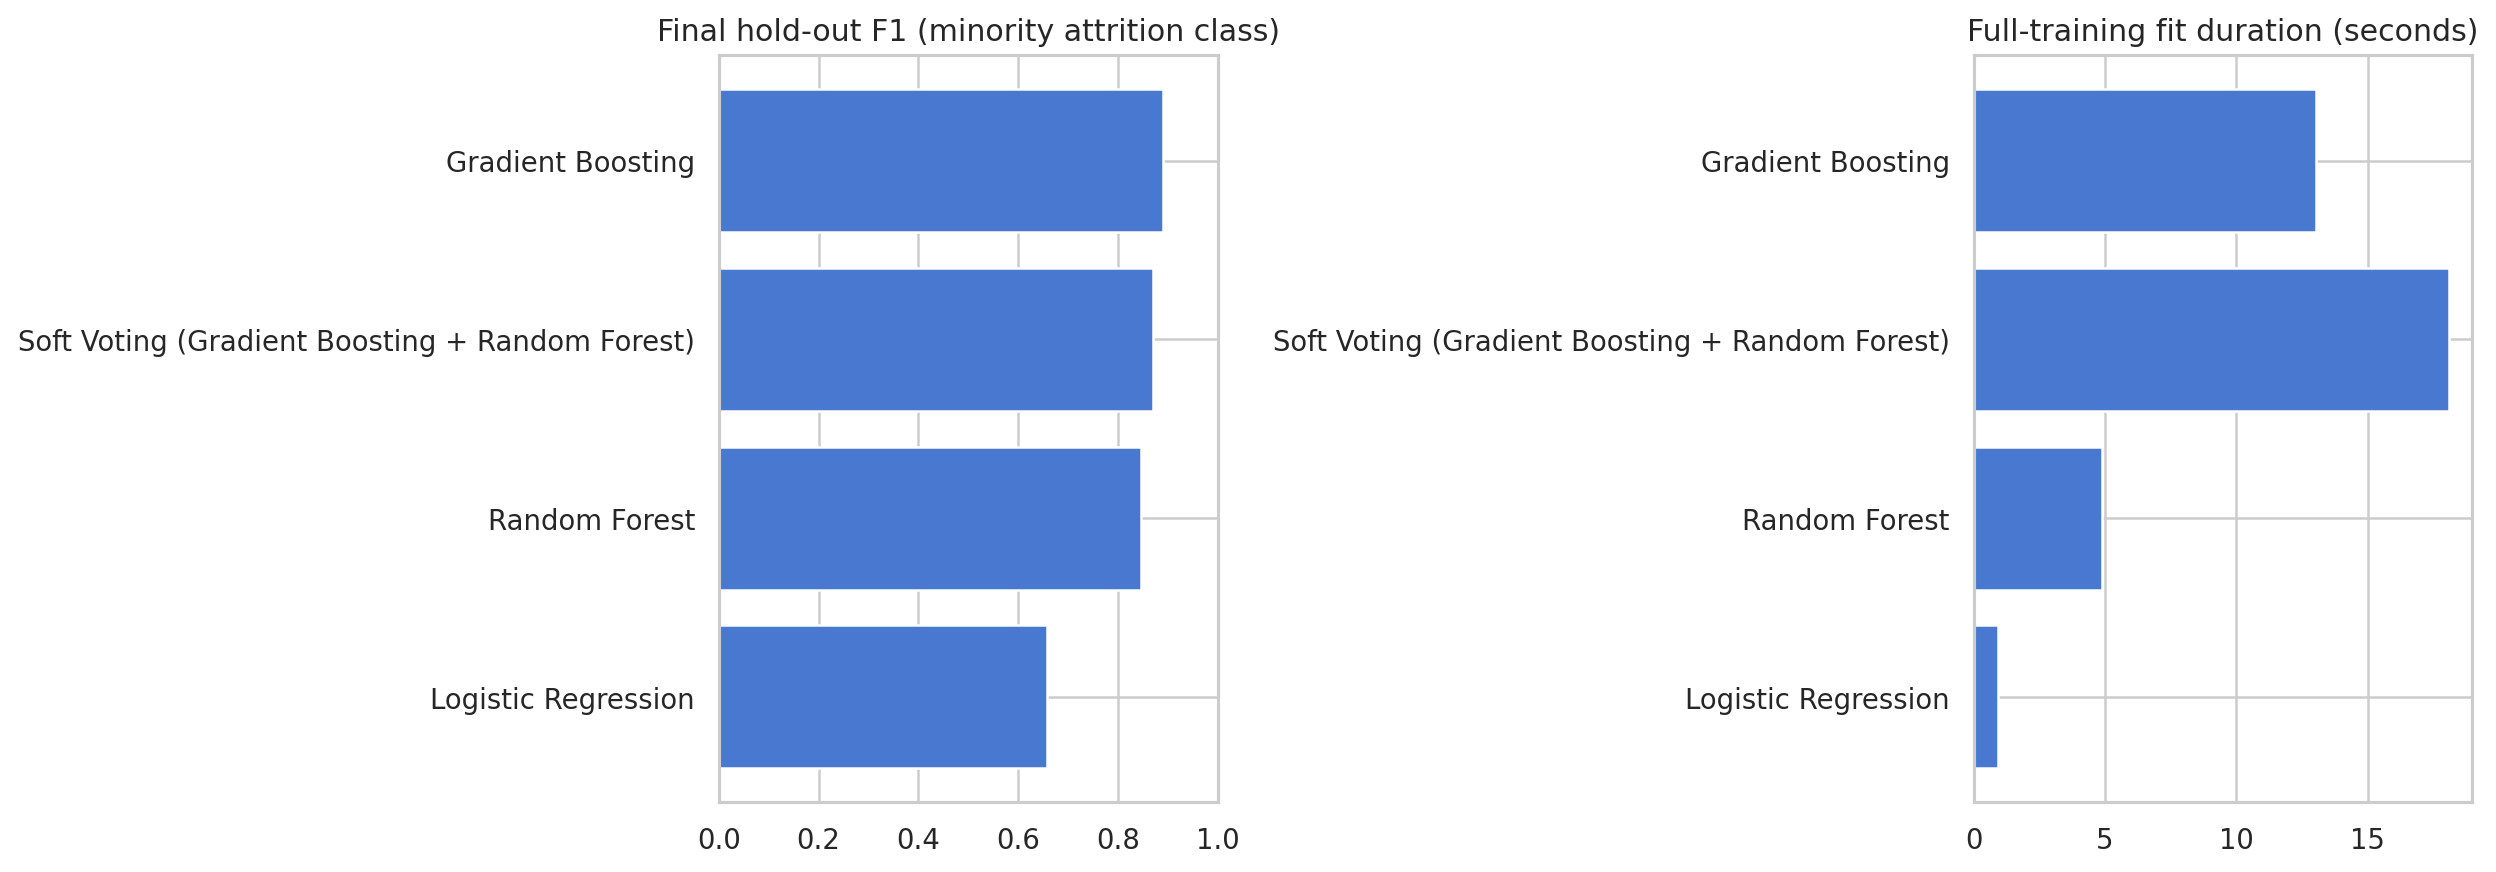 Final hold-out F1 (minority attrition class)
Gradient Boosting
Soft Voting (Gradient Boosting + Random Forest)
Random Forest
Logistic Regression
0.0 0.2 0.4 0.6 0.8 1.0
Full-training fit duration (seconds)
Gradient Boosting
Soft Voting (Gradient Boosting + Random Forest)
Random Forest
Logistic Regression
0 5 10 15